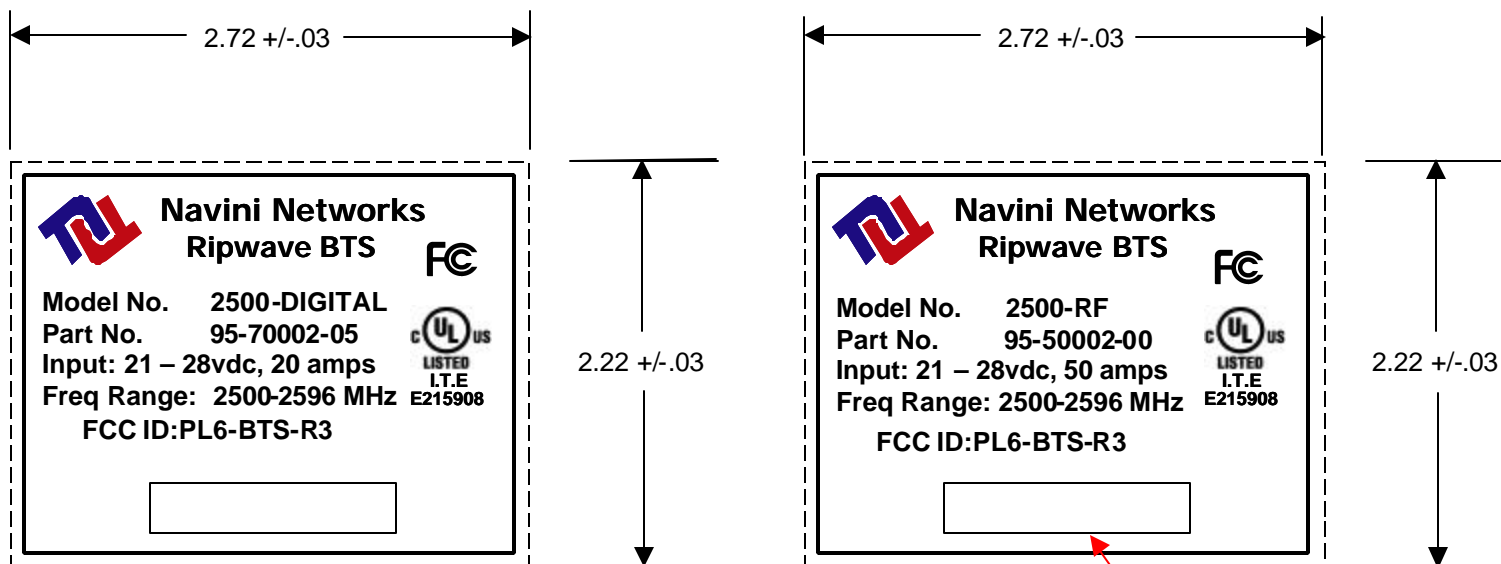 2.72 +/-.03
2.72 +/-.03
Navini Networks
Ripwave BTS
FC
Model No. 2500-DIGITAL
Part No. 95-70002-05
Input: 21 – 28vdc, 20 amps
Freq Range: 2500-2596 MHz
FCC ID:PL6-BTS-R3
C UL US
LISTED
I.T.E
E215908
2.22 +/-.03
Navini Networks
Ripwave BTS
FC
Model No. 2500-RF
Part No. 95-50002-00
Input: 21 – 28vdc, 50 amps
Freq Range: 2500-2596 MHz
FCC ID:PL6-BTS-R3
C UL US
LISTED
I.T.E
E215908
2.22 +/-.03